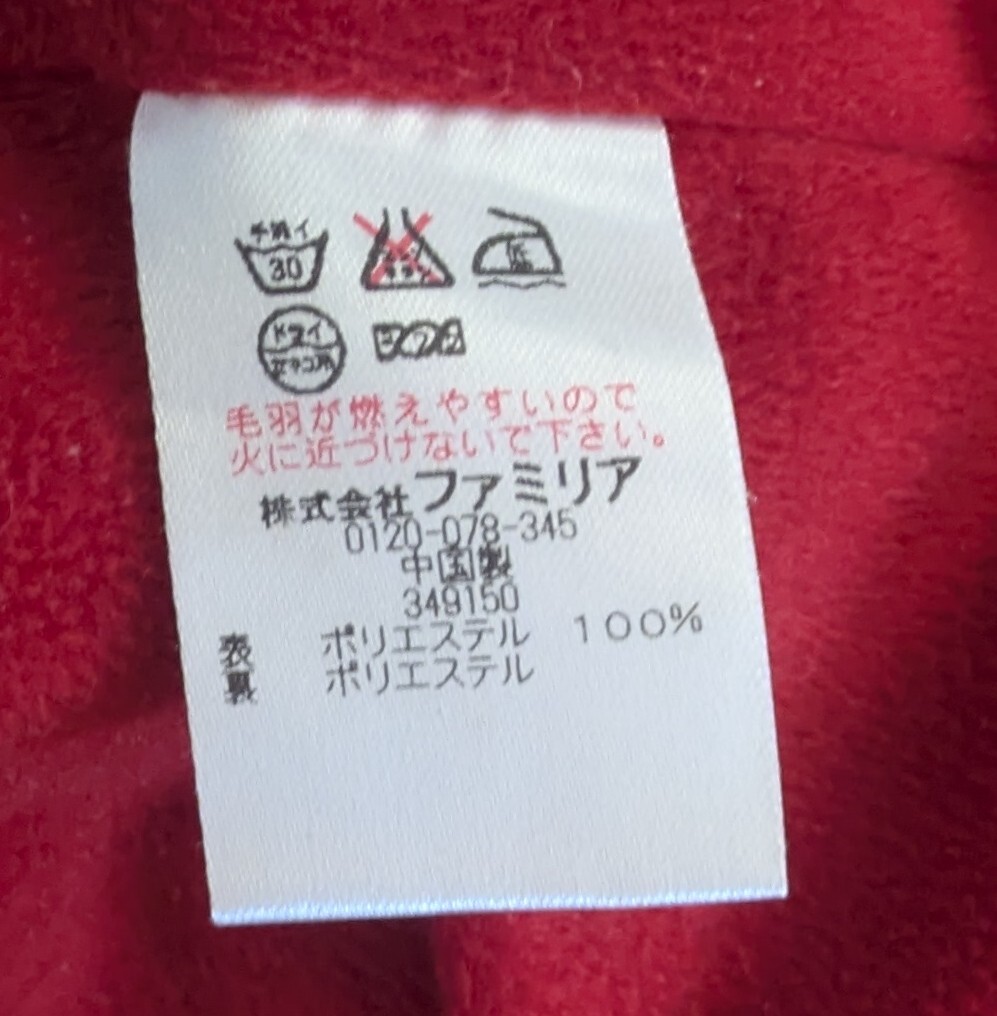 手洗イ
30
ドライ
毛羽が燃えやすいので
火に近づけないで下さい。
株式会社ファミリア
0120-078-345
中国製
349150
表 ポリエステル 100%
裏 ポリエステル